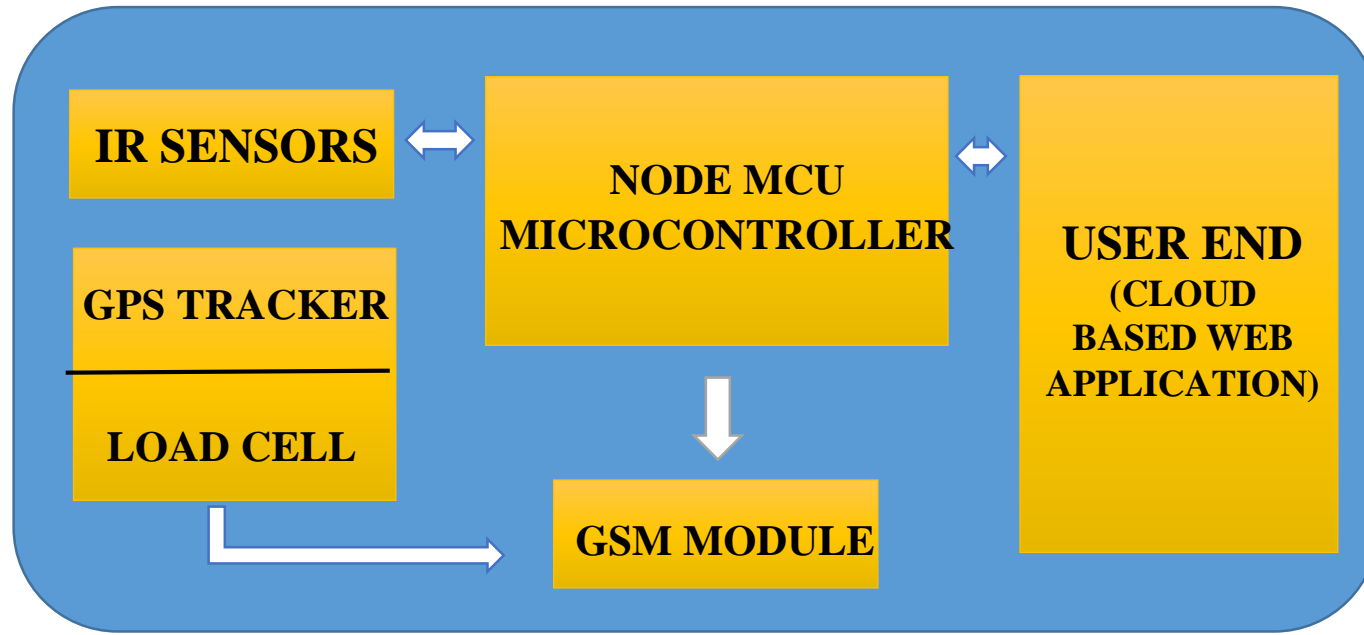 IR SENSORS
GPS TRACKER
LOAD CELL
NODE MCU
MICROCONTROLLER
GSM MODULE
USER END
(CLOUD
BASED WEB
APPLICATION)